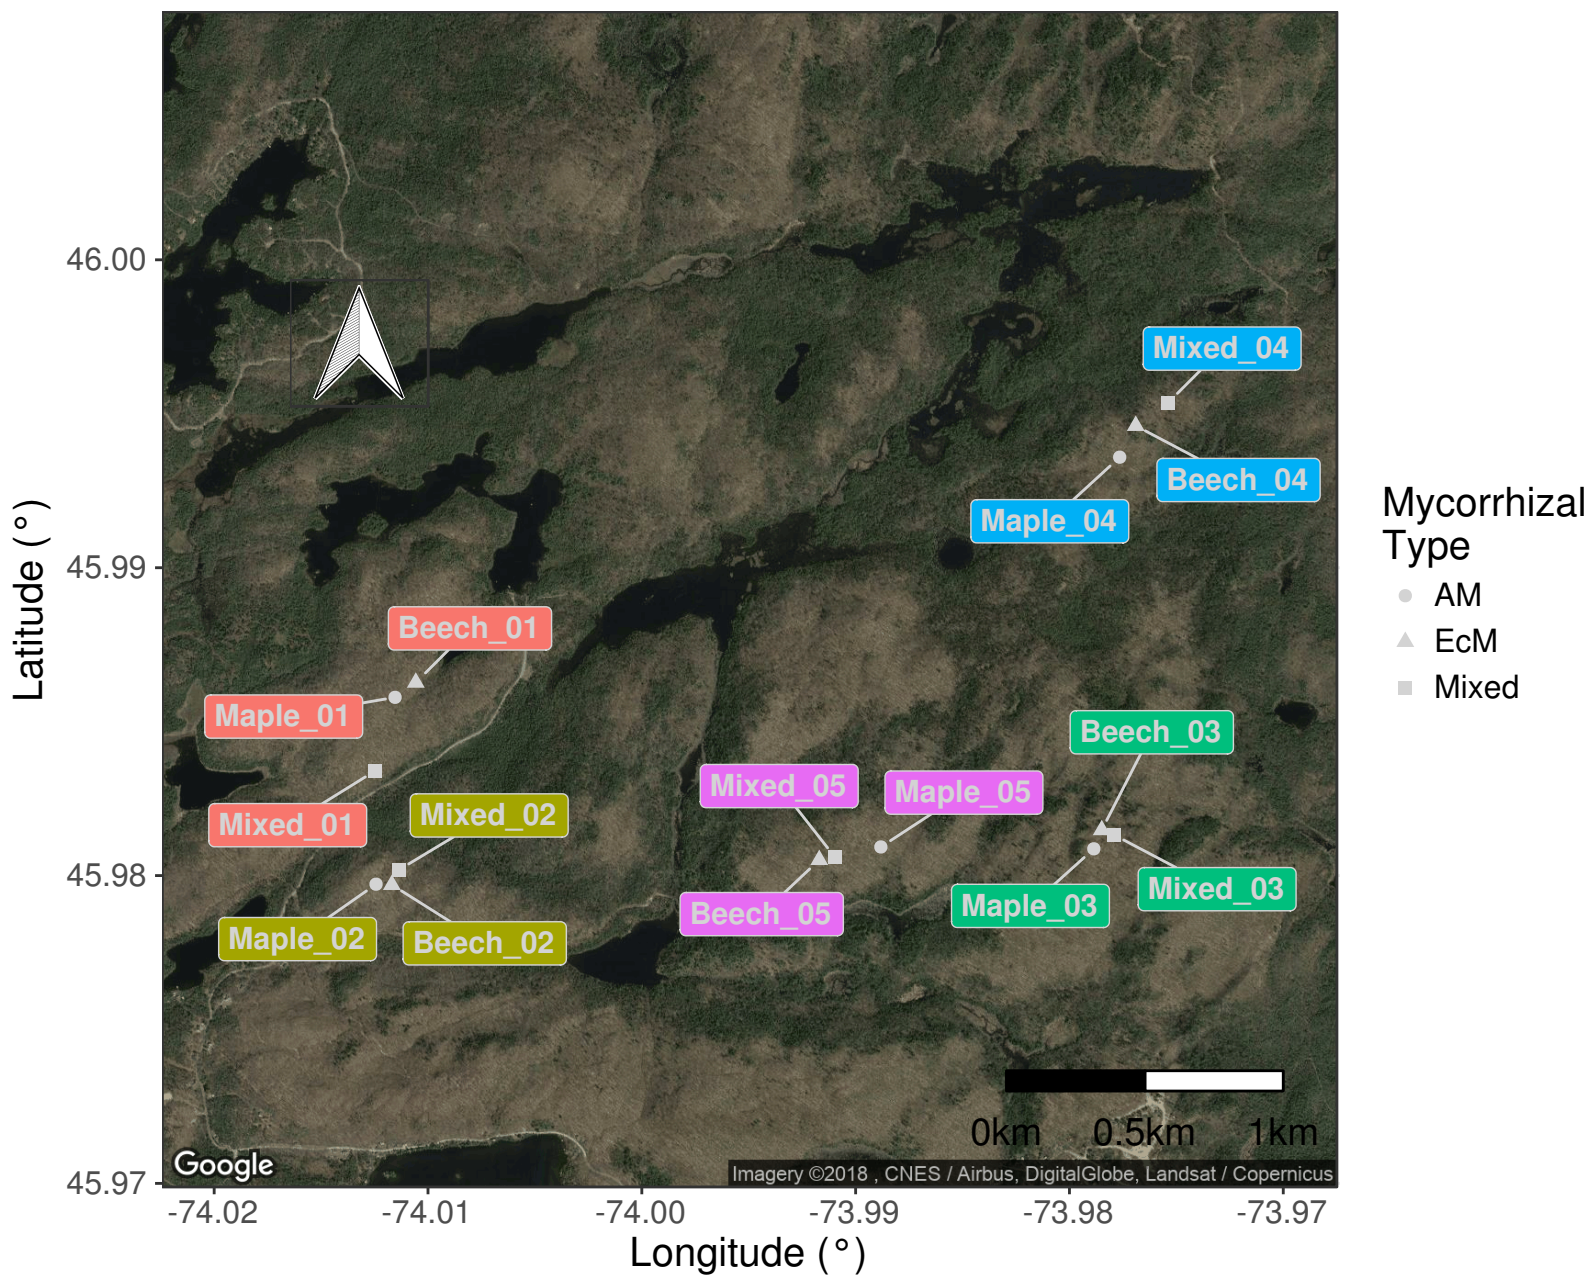 46.00
45.99
45.98
45.97
Latitude (°)
Mixed_04
Beech_04
Maple_04
Beech_01
Maple_01
Mixed_01
Mixed_02
Maple_02
Beech_02
Mixed_05
Maple_05
Beech_05
Beech_03
Maple_03
Mixed_03
0km 0.5km 1km
Google
Imagery ©2018 , CNES / Airbus, DigitalGlobe, Landsat / Copernicus
-74.02 -74.01 -74.00 -73.99 -73.98 -73.97
Longitude (°)
Mycorrhizal
Type
AM
EcM
Mixed